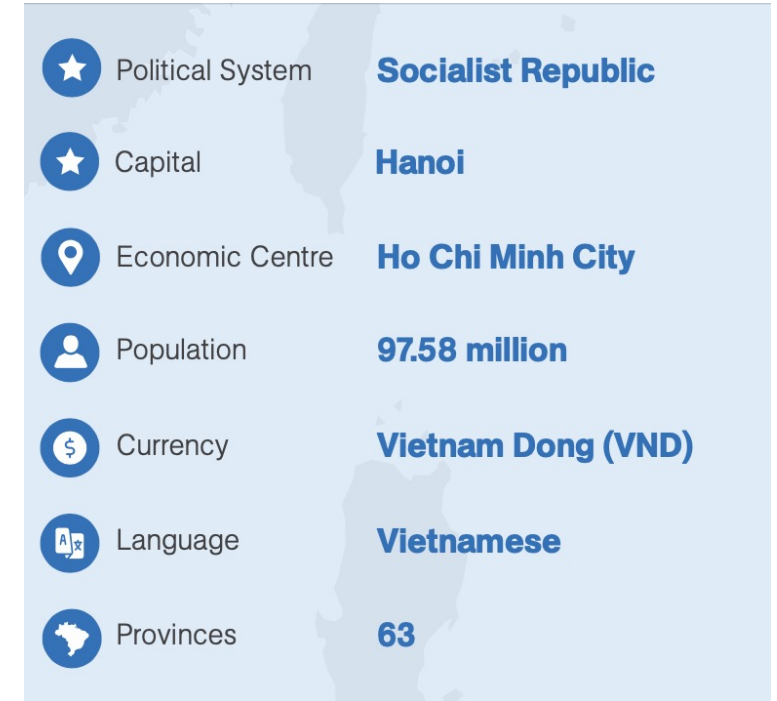 Political System Socialist Republic
Capital Hanoi
Economic Centre Ho Chi Minh City
Population 97.58 million
$ Currency Vietnam Dong (VND)
A Language Vietnamese
Provinces 63